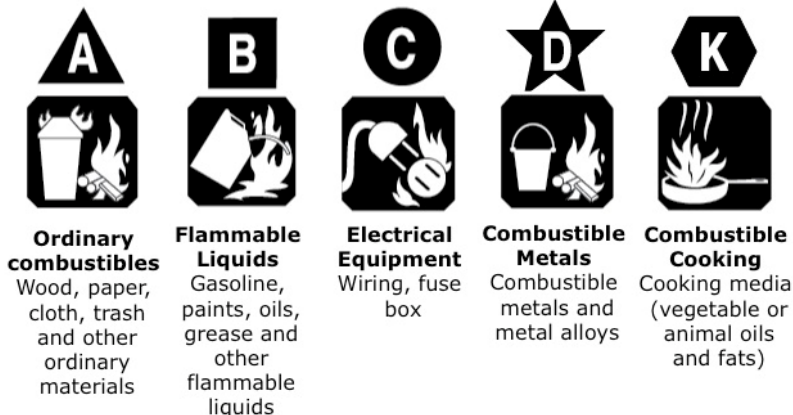 A
B
C
D
K
Ordinary
combustibles
Wood, paper,
cloth, trash
and other
ordinary
materials
Flammable
Liquids
Gasoline,
paints, oils,
grease and
other
flammable
liquids
Electrical
Equipment
Wiring, fuse
box
Combustible
Metals
Combustible
metals and
metal alloys
Combustible
Cooking
Cooking media
(vegetable or
animal oils
and fats)